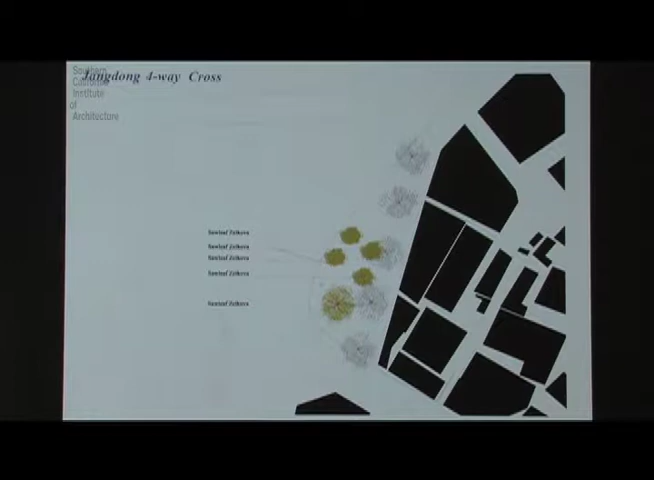 Jangdong 4-way Cross
Southern
California
Institute
of
Architecture
Sawleaf Zelkova
Sawleaf Zelkova
Sawleaf Zelkova
Sawleaf Zelkova
Sawleaf Zelkova